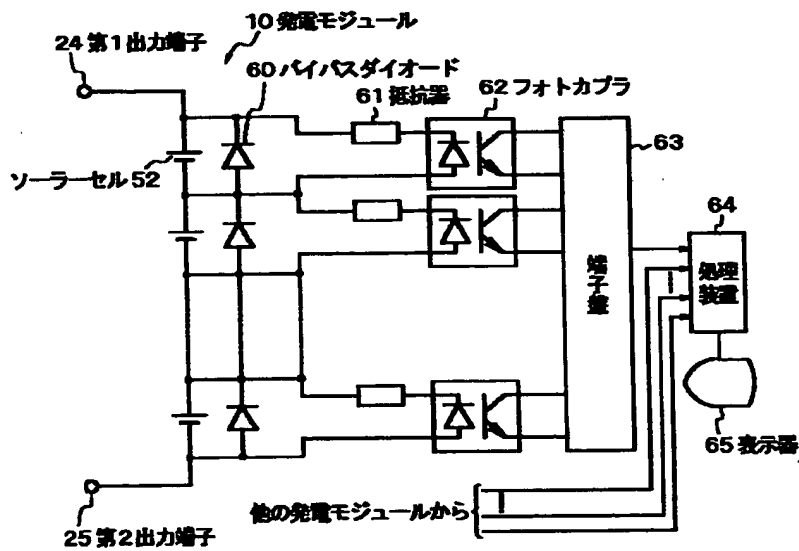 10 発電モジュール
24 第1出力端子
60 バイパスダイオード
61 抵抗器
62 フォトカプラ
63
ソーラーセル 52
64
処理
装置
端子盤
65 表示器
他の発電モジュールから
25 第2出力端子